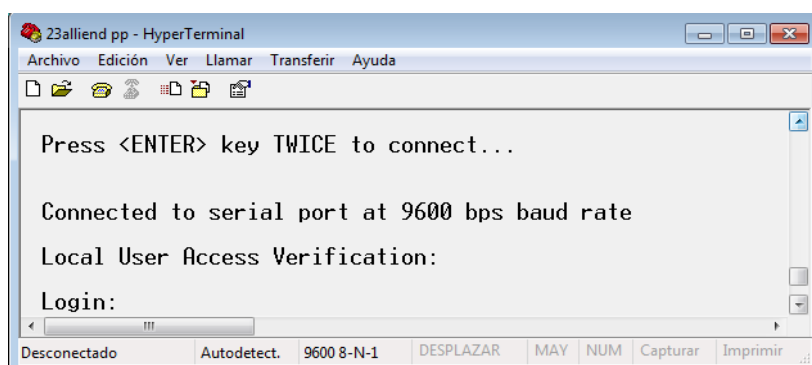 23alliend pp - HyperTerminal
Archivo Edición Ver Llamar Transferir Ayuda
Press <ENTER> key TWICE to connect...
Connected to serial port at 9600 bps baud rate
Local User Access Verification:
Login:
Desconectado Autodetect. 9600 8-N-1 DESPLAZAR MAY NUM Capturar Imprimir